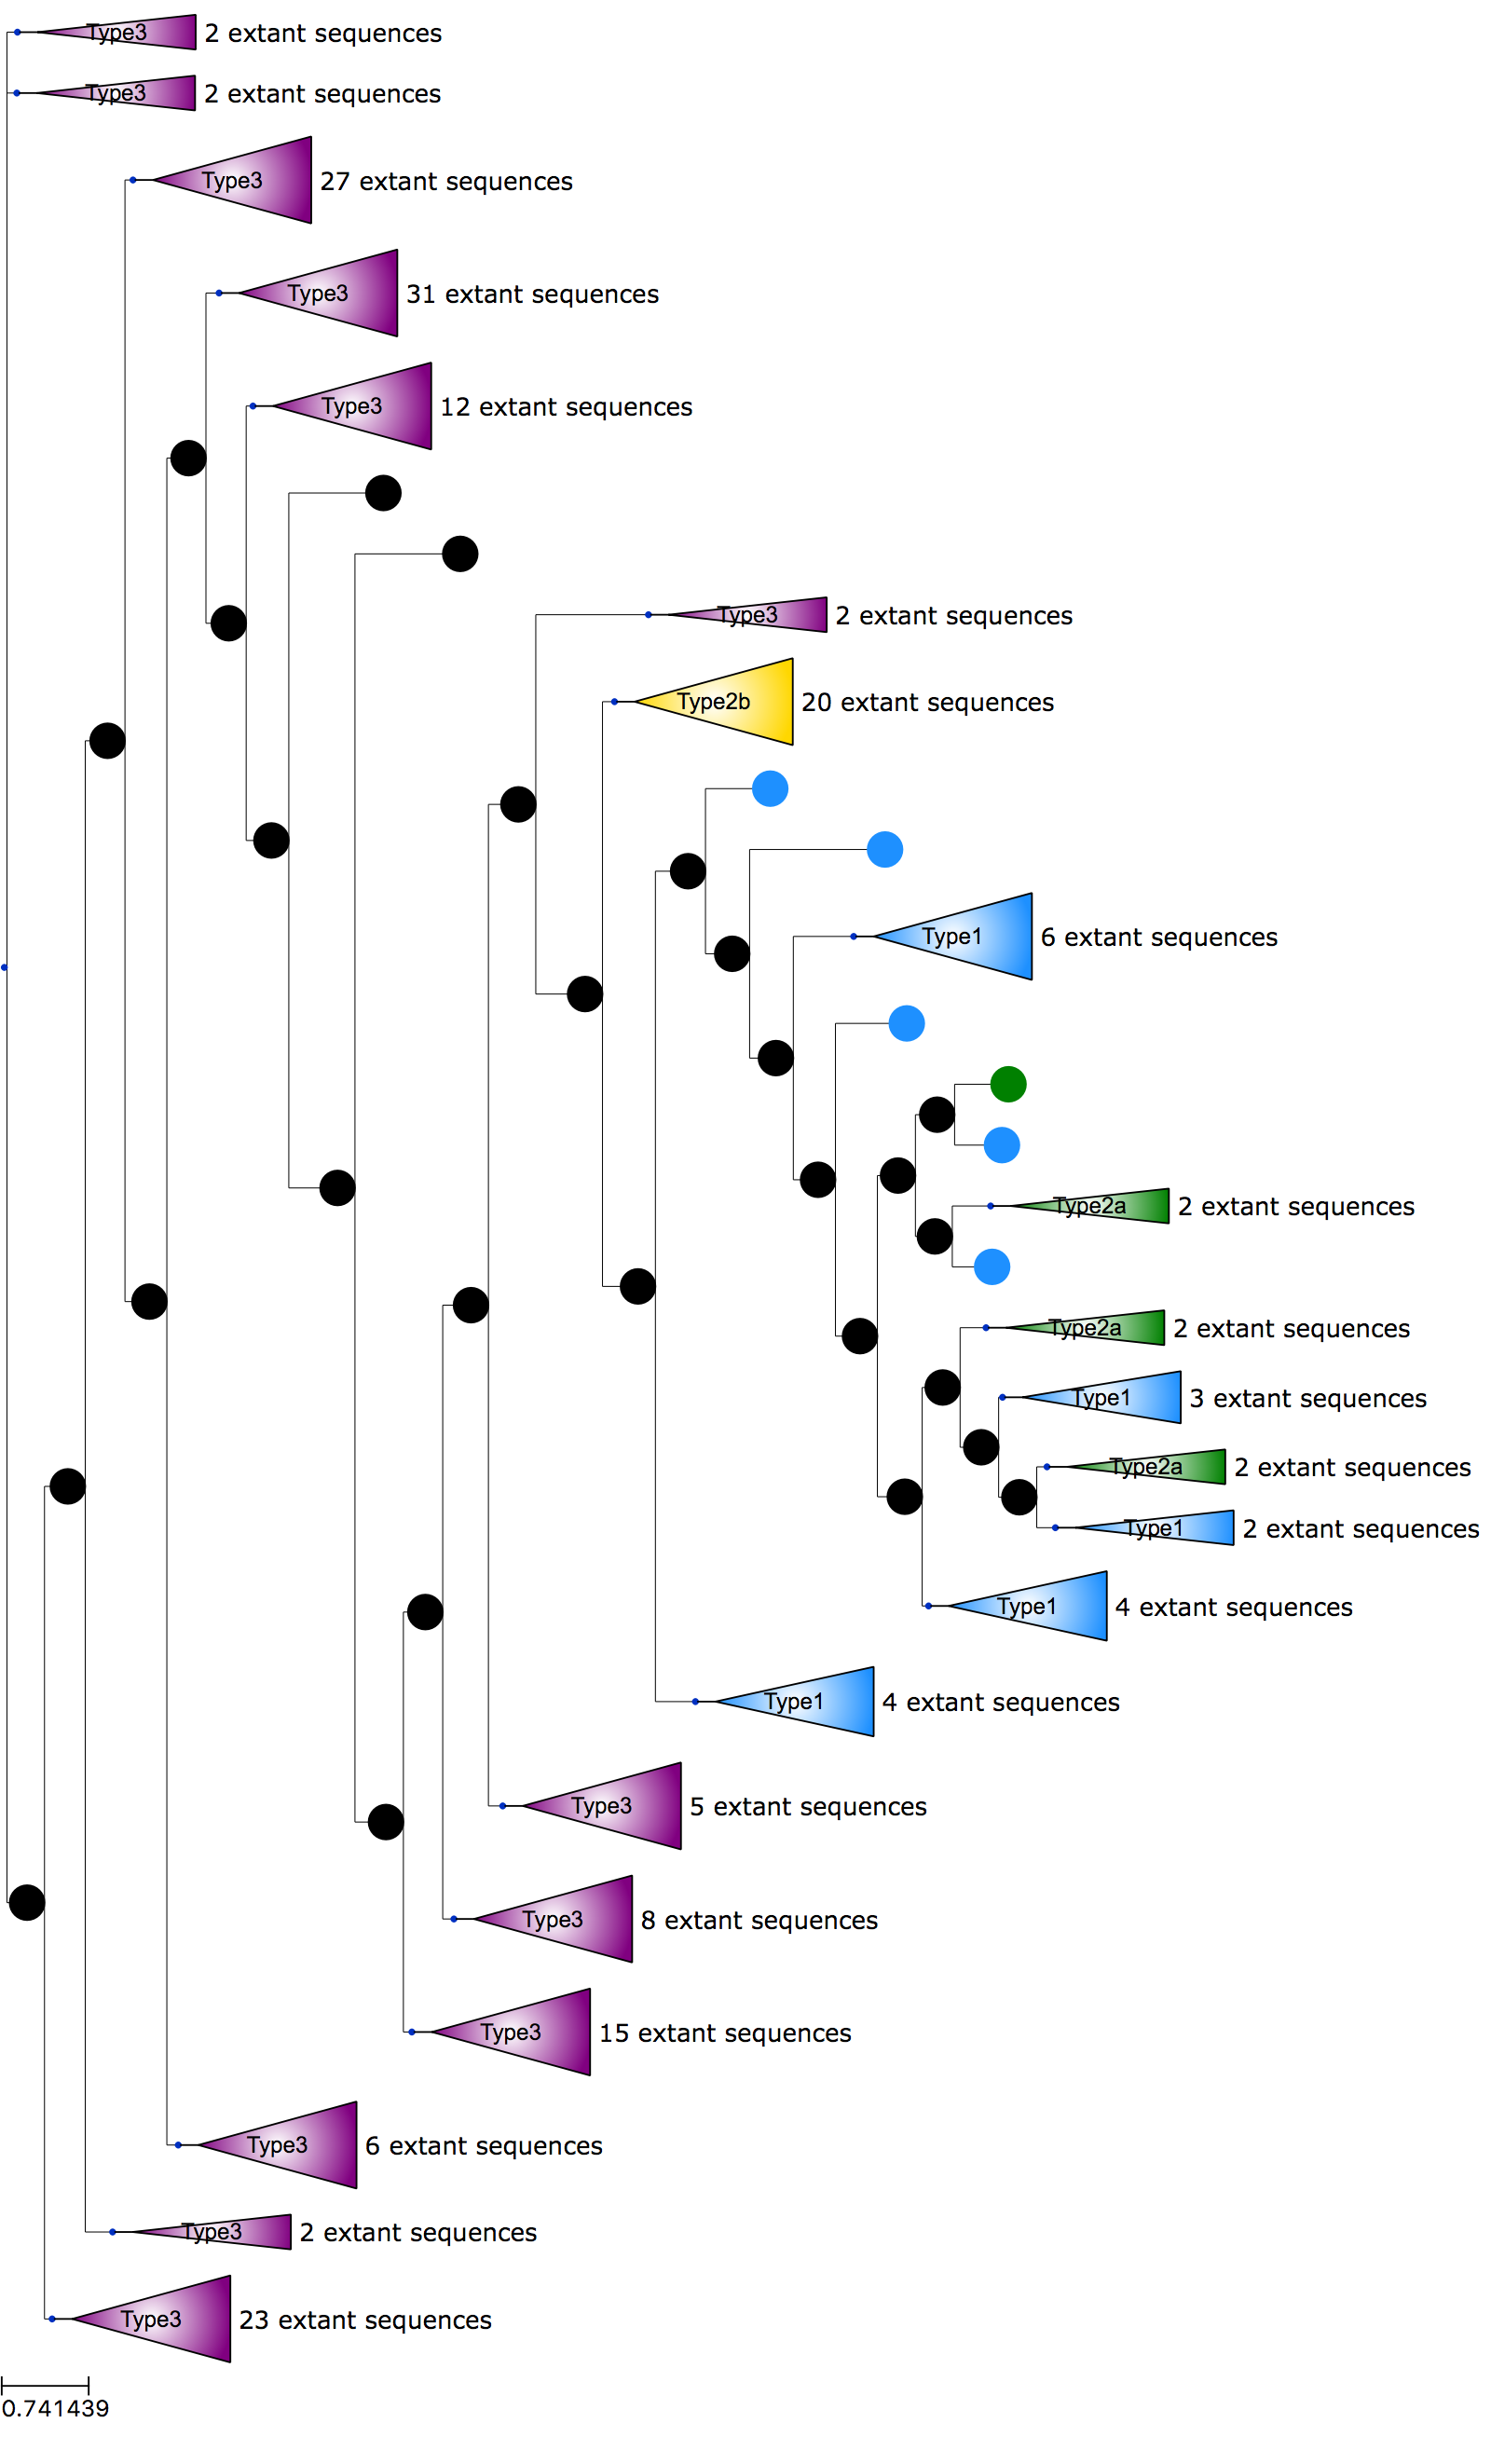 Type3 2 extant sequences
Type3 2 extant sequences
Type3 27 extant sequences
Type3 31 extant sequences
Type3 12 extant sequences
Type3 2 extant sequences
Type2b 20 extant sequences
Type1 6 extant sequences
Type2a 2 extant sequences
Type2a 2 extant sequences
Type1 3 extant sequences
Type2a 2 extant sequences
Type1 2 extant sequences
Type1 4 extant sequences
Type1 4 extant sequences
Type3 5 extant sequences
Type3 8 extant sequences
Type3 15 extant sequences
Type3 6 extant sequences
Type3 2 extant sequences
Type3 23 extant sequences
0.741439